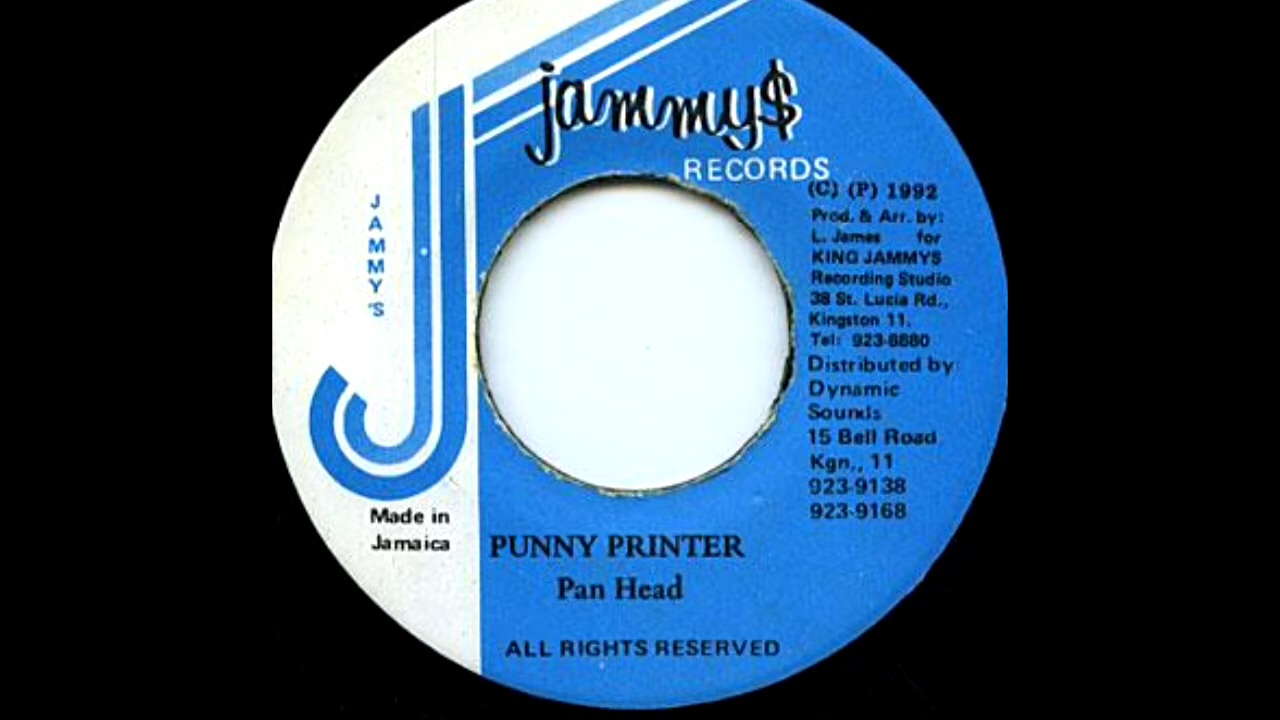 jammy$
RECORDS
JAMMY'S
(C) (P) 1992
Prod. & Arr. by:
L. James for
KING JAMMYS
Recording Studio
38 St. Lucia Rd.,
Kingston 11.
Tel: 923-8880
Distributed by
Dynamic
Sounds
15 Bell Road
Kgn,, 11
923-9138
923-9168
Made in
Jamaica
PUNNY PRINTER
Pan Head
ALL RIGHTS RESERVED